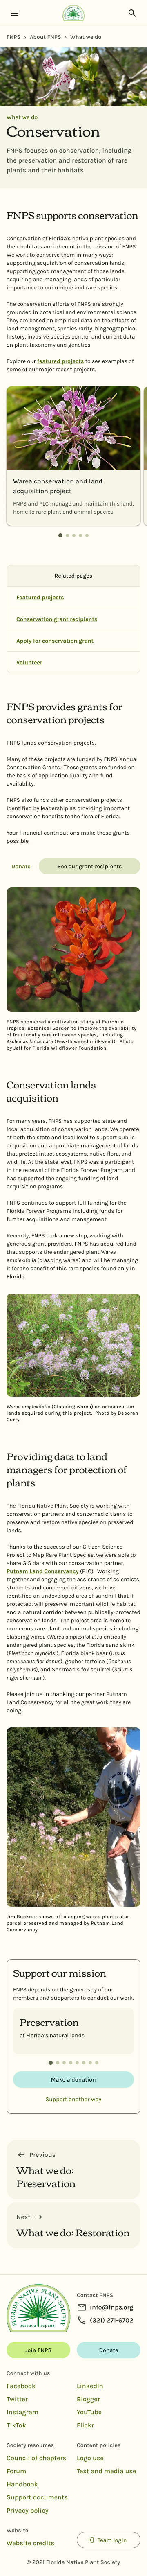 FNPS › About FNPS › What we do
What we do
Conservation
FNPS focuses on conservation, including
the preservation and restoration of rare
plants and their habitats
FNPS supports conservation
Conservation of Florida's native plant species and
their habitats are inherent in the mission of FNPS.
We work to conserve them in many ways:
supporting acquisition of conservation lands,
supporting good management of those lands,
acquiring and managing lands of particular
importance to our unique and rare species.
The conservation efforts of FNPS are strongly
grounded in botanical and environmental science.
They are based on empirical data on the effects of
land management, species rarity, biogeographical
history, invasive species control and current data
on plant taxonomy and genetics.
Explore our featured projects to see examples of
some of our major recent projects.
Warea conservation and land
acquisition project
FNPS and PLC manage and maintain this land,
home to rare plant and animal species
Related pages
Featured projects
Conservation grant recipients
Apply for conservation grant
Volunteer
FNPS provides grants for
conservation projects
FNPS funds conservation projects.
Many of these projects are funded by FNPS' annual
Conservation Grants. These grants are funded on
the basis of application quality and fund
availability.
FNPS also funds other conservation projects
identified by leadership as providing important
conservation benefits to the flora of Florida.
Your financial contributions make these grants
possible.
Donate
See our grant recipients
FNPS sponsored a cultivation study at Fairchild
Tropical Botanical Garden to improve the availability
of four locally rare milkweed species, including
Asclepias lanceolata (Few-flowered milkweed). Photo
by Jeff for Florida Wildflower Foundation.
Conservation lands
acquisition
For many years, FNPS has supported state and
local acquisition of conservation lands. We operate
at both the state and local level to support public
acquisition and management of conservation lands
that protect intact ecosystems, native flora, and
wildlife. At the state level, FNPS was a participant
in the renewal of the Florida Forever Program, and
has supported the ongoing funding of land
acquisition programs
FNPS continues to support full funding for the
Florida Forever Programs including funds for
further acquisitions and management.
Recently, FNPS took a new step, working with
generous grant providers, FNPS has acquired land
that supports the endangered plant Warea
amplexifolia (clasping warea) and will be managing
it for the benefit of this rare species found only in
Florida.
Warea amplexifolia (Clasping warea) on conservation
lands acquired during this project. Photo by Deborah
Curry.
Providing data to land
managers for protection of
plants
The Florida Native Plant Society is working with
conservation partners and concerned citizens to
preserve endemic and native species on preserved
lands.
Thanks to the success of our Citizen Science
Project to Map Rare Plant Species, we were able to
share GIS data with our conservation partner,
Putnam Land Conservancy (PLC). Working
together and engaging the assistance of scientists,
students and other concerned citizens, we have
identified an undeveloped area of sandhill that if
purchased, will permanently protect imperiled
wildlife and habitat that is part of a larger wildlife
and natural corridor between publically-protected
conservation lands. The project area is home to
numerous rare plant and animal species including
clasping warea (Warea amplexifolia), a critically
endangered plant species, the Florida sand skink
(Plestiodon reynoldsi), Florida black bear (Ursus
americanus floridanus), gopher tortoise (Gopherus
polyphemus), and Sherman's fox squirrel (Sciurus
niger shermani).
Please join us in thanking our partner Putnam
Land Conservancy for all the great work they are
doing!
Jim Buckner shows off clasping warea plants at a
parcel preserved and managed by Putnam Land
Conservancy
Support our mission
FNPS depends on the generosity of our
members and supporters to conduct our work.
Preservation
of Florida's natural lands
Make a donation
Support another way
Previous
What we do:
Preservation
Next
What we do: Restoration
FLORIDA NATIVE PLANT SOCIETY
Contact FNPS
info@fnps.org
(321) 271-6702
Join FNPS
Donate
Connect with us
Facebook
LinkedIn
Twitter
Blogger
Instagram
YouTube
TikTok
Flickr
Society resources
Content policies
Council of chapters
Logo use
Forum
Text and media use
Handbook
Support documents
Privacy policy
Website
Website credits
Team login
© 2021 Florida Native Plant Society